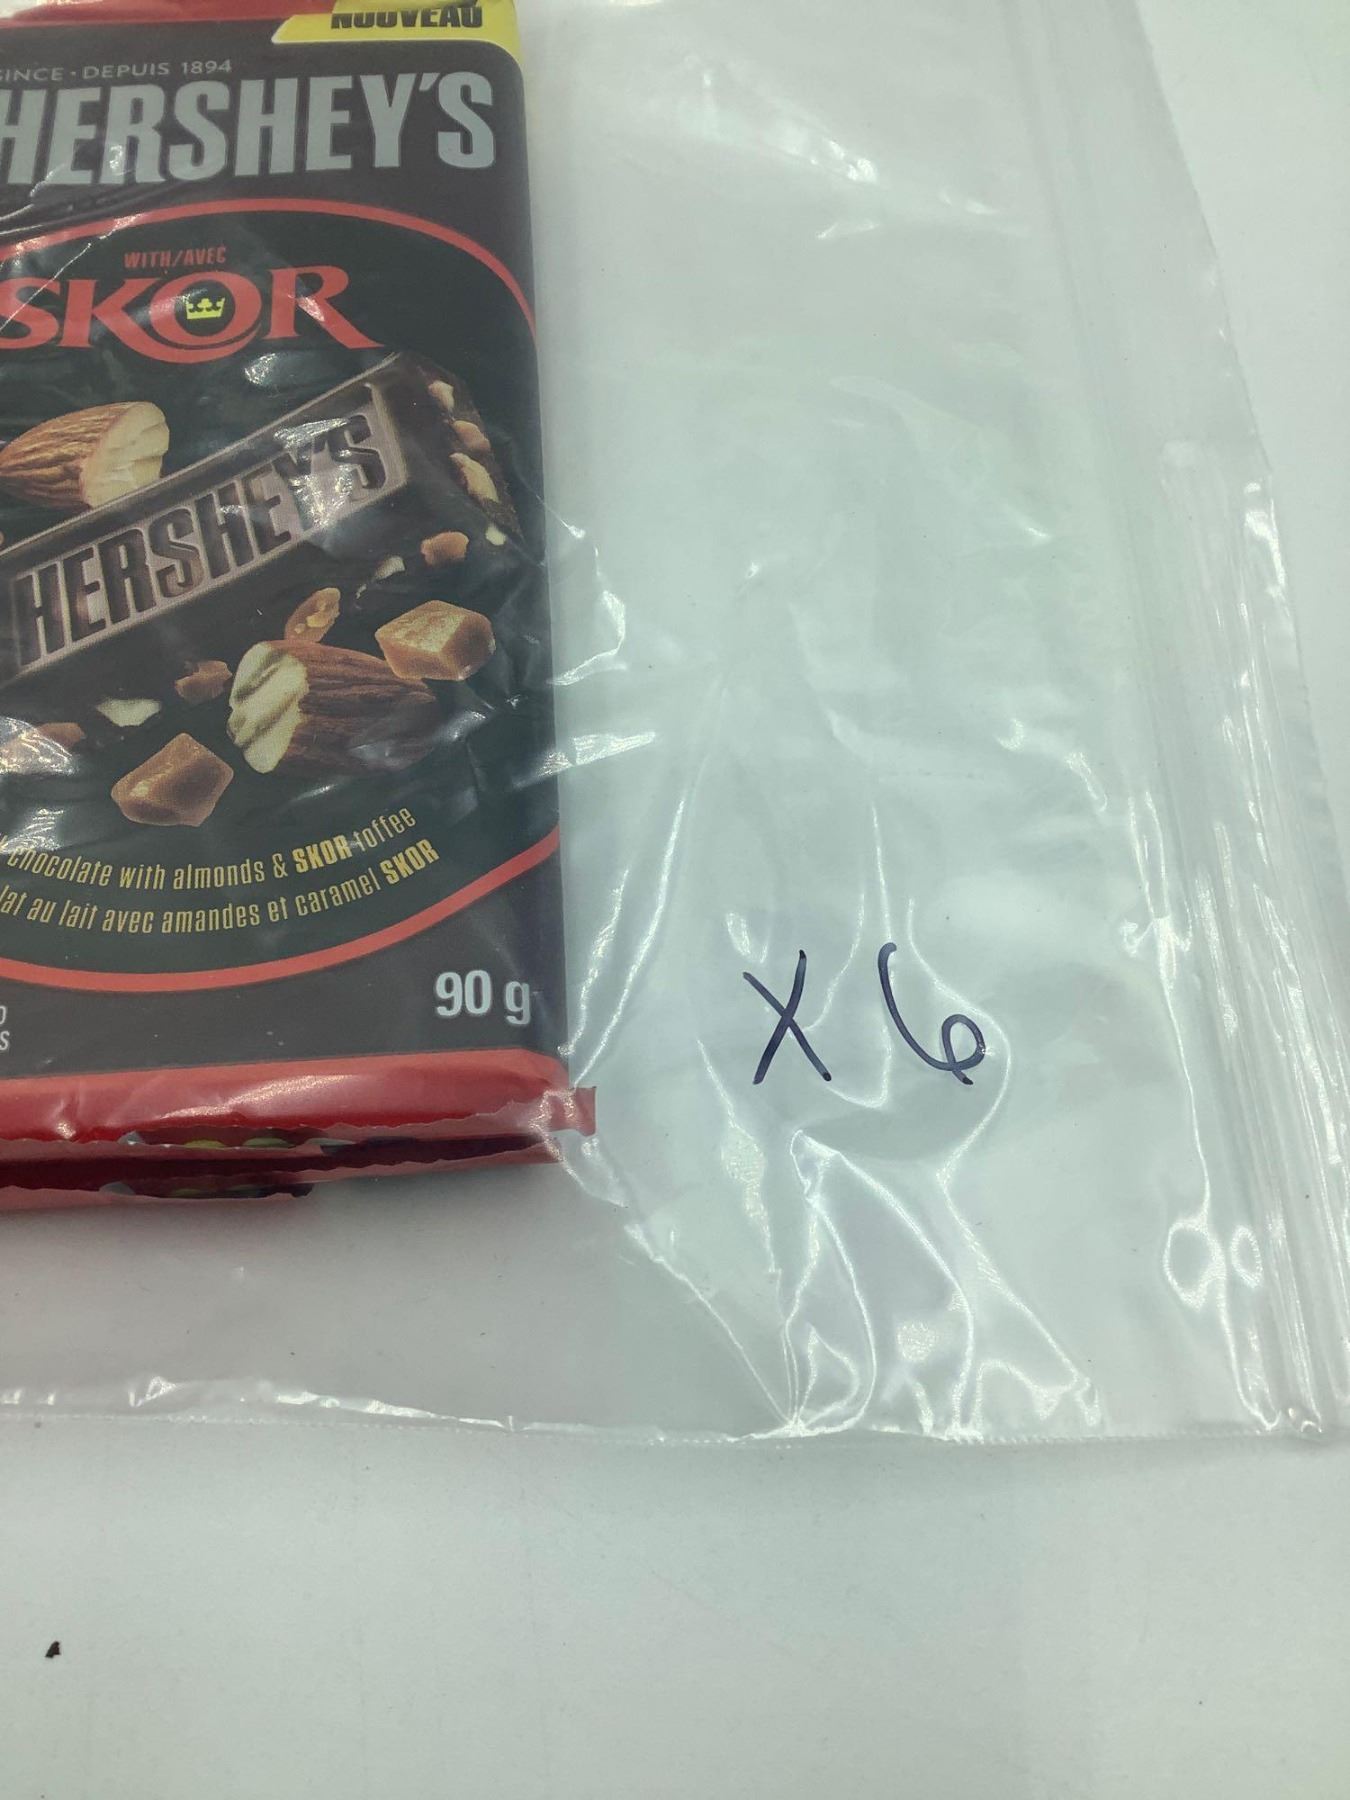 NOUVEAU
SINCE • DEPUIS 1894
HERSHEY'S
WITH/AVEC
SKOR
HERSHEY'S
chocolate with almonds & SKOR toffee
au lait avec amandes et caramel SKOR
90 g
X 6